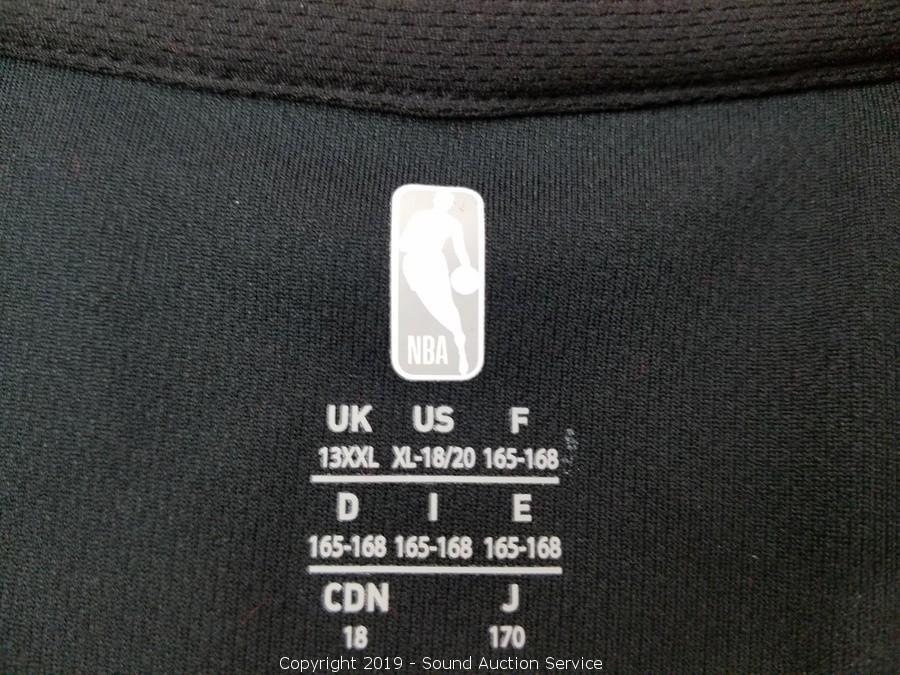 NBA
UK US F
13XXL XL-18/20 165-168
D I E
165-168 165-168 165-168
CDN J
18 170
Copyright 2019 - Sound Auction Service